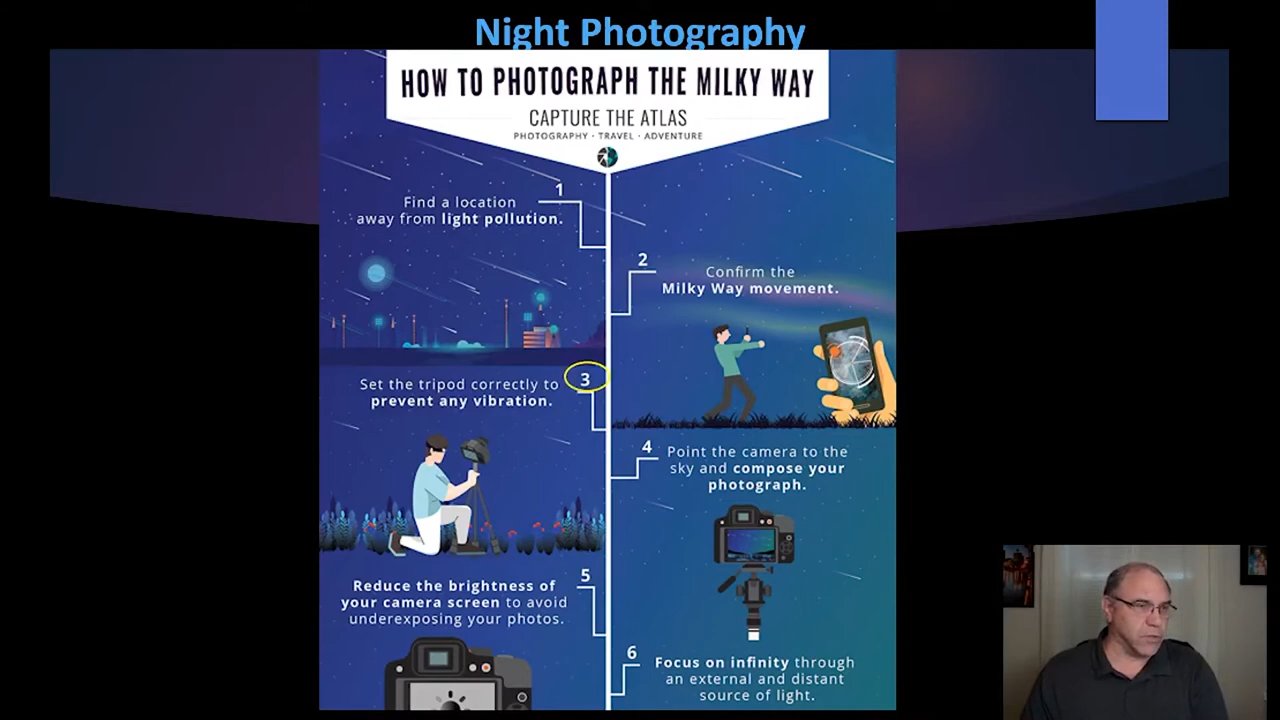 Night Photography
HOW TO PHOTOGRAPH THE MILKY WAY
CAPTURE THE ATLAS
PHOTOGRAPHY · TRAVEL · ADVENTURE
1
Find a location
away from light pollution.
2
Confirm the
Milky Way movement.
3
Set the tripod correctly to
prevent any vibration.
4
Point the camera to the
sky and compose your
photograph.
5
Reduce the brightness of
your camera screen to avoid
underexposing your photos.
6
Focus on infinity through
an external and distant
source of light.